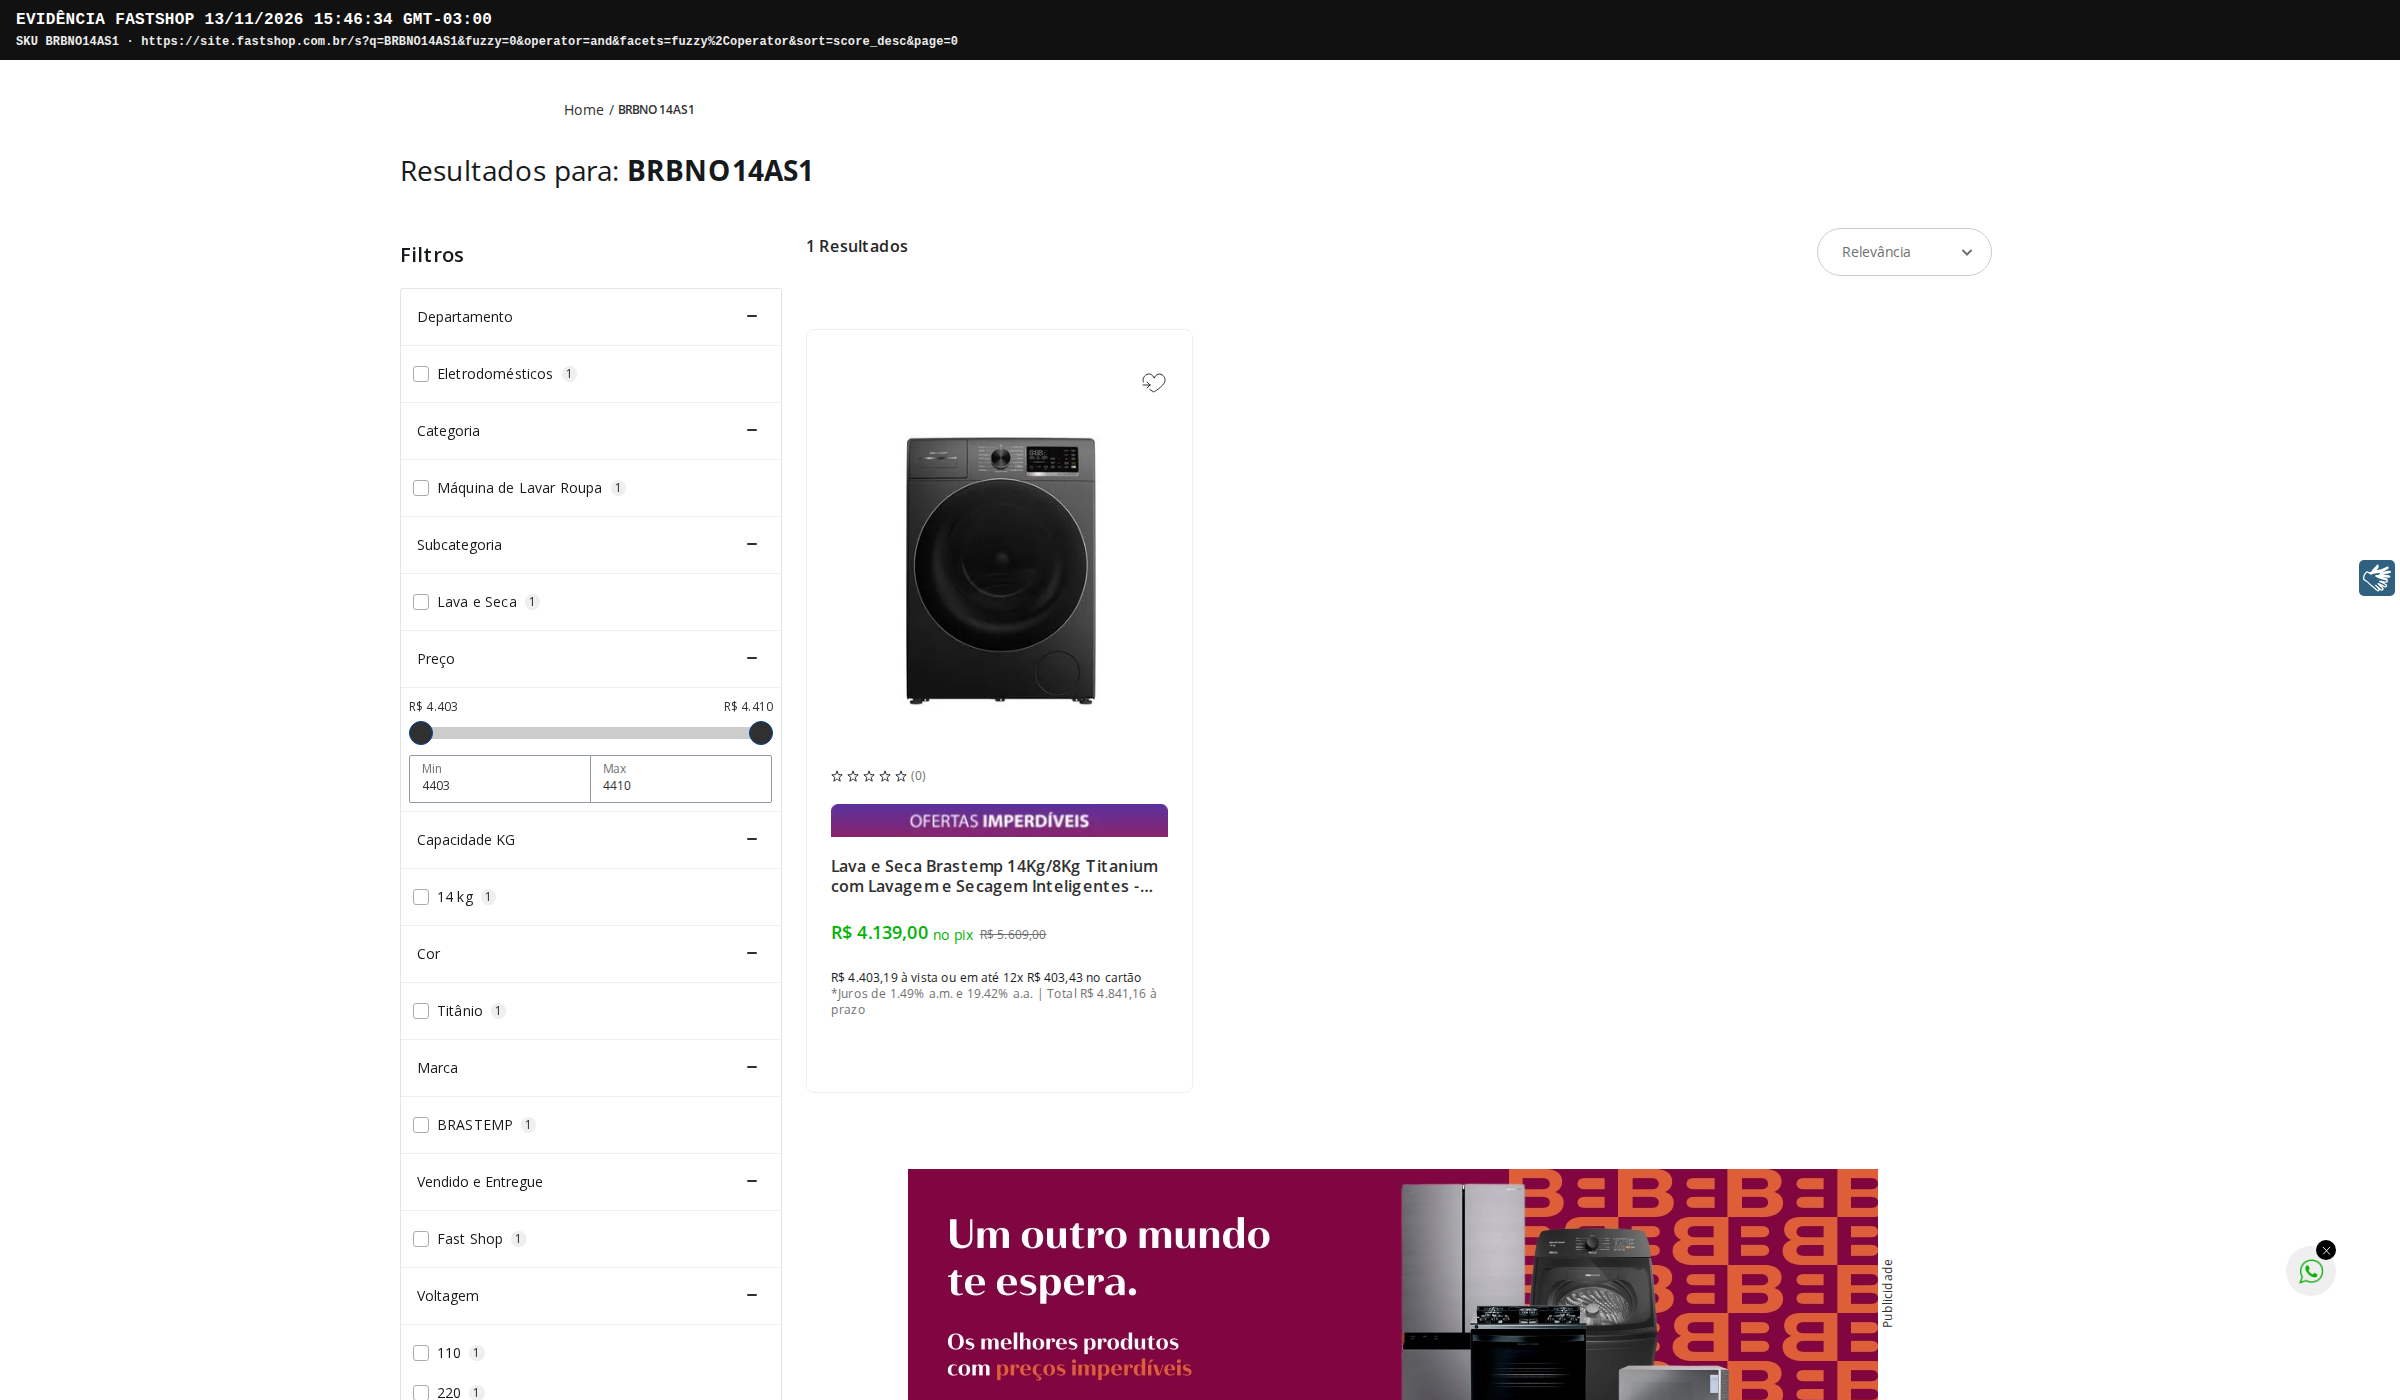 EVIDÊNCIA FASTSHOP 13/11/2026 15:46:34 GMT-03:00
SKU BRBNO14AS1 · https://site.fastshop.com.br/s?q=BRBNO14AS1&fuzzy=0&operator=and&facets=fuzzy%2Coperator&sort=score_desc&page=0
Home / BRBNO14AS1
Resultados para: BRBNO14AS1
Filtros
1 Resultados
Relevância
Departamento
Eletrodomésticos 1
Categoria
Máquina de Lavar Roupa 1
Subcategoria
Lava e Seca 1
Preço
R$ 4.403
R$ 4.410
Min
4403
Max
4410
Capacidade KG
14 kg 1
Cor
Titânio 1
Marca
BRASTEMP 1
Vendido e Entregue
Fast Shop 1
Voltagem
110 1
220 1
(0)
OFERTAS IMPERDÍVEIS
Lava e Seca Brastemp 14Kg/8Kg Titanium
com Lavagem e Secagem Inteligentes -...
R$ 4.139,00 no pix R$ 5.609,00
R$ 4.403,19 à vista ou em até 12x R$ 403,43 no cartão
*Juros de 1.49% a.m. e 19.42% a.a. | Total R$ 4.841,16 à
prazo
Um outro mundo
te espera.
Os melhores produtos
com preços imperdíveis
Publicidade